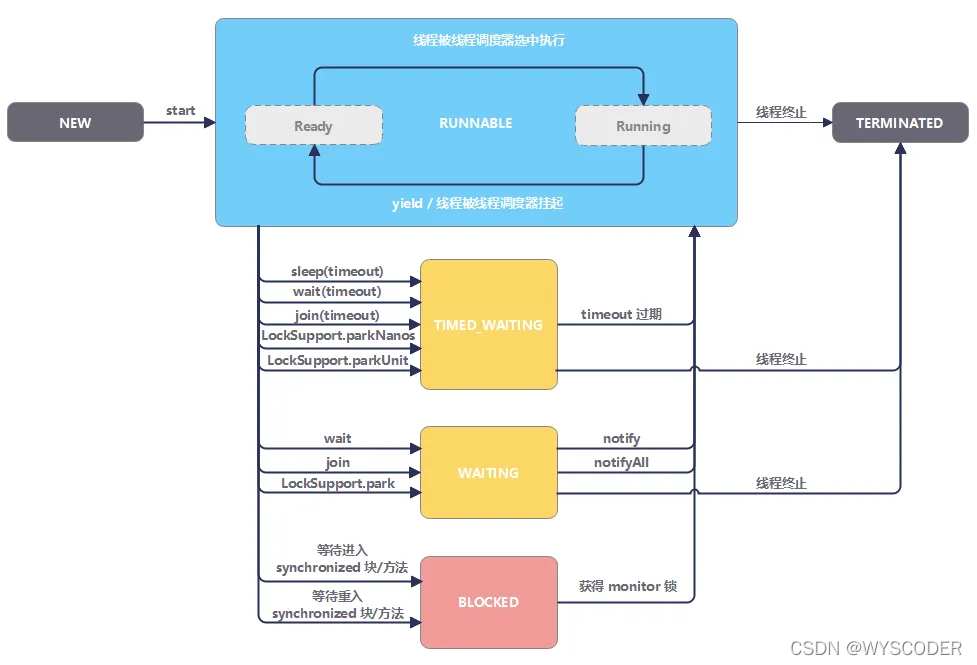 线程被线程调度器选中执行
NEW
start
Ready
RUNNABLE
Running
线程终止
TERMINATED
yield / 线程被线程调度器挂起
sleep(timeout)
wait(timeout)
join(timeout)
LockSupport.parkNanos
LockSupport.parkUnit
TIMED_WAITING
timeout 过期
线程终止
wait
join
LockSupport.park
WAITING
notify
notifyAll
线程终止
等待进入
synchronized 块/方法
等待重入
synchronized 块/方法
BLOCKED
获得 monitor 锁
CSDN @WYSCODER